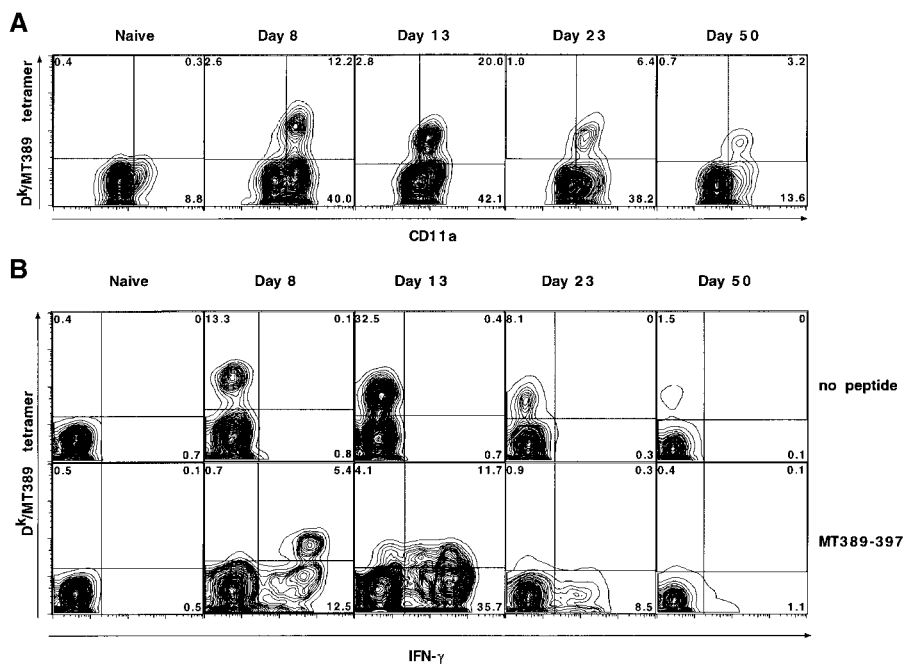 A
Naive Day 8 Day 13 Day 23 Day 50
0.4 0.3 2.6 12.2 2.8 20.0 1.0 6.4 0.7 3.2
Dk/MT389 tetramer
8.8 40.0 42.1 38.2 13.6
CD11a
B
Naive Day 8 Day 13 Day 23 Day 50
0.4 0 13.3 0.1 32.5 0.4 8.1 0 1.5 0
no peptide
0.7 0.8 0.7 0.3 0.1
0.5 0.1 0.7 5.4 4.1 11.7 0.9 0.3 0.4 0.1
Dk/MT389 tetramer
MT389-397
0.5 12.5 35.7 8.5 1.1
IFN-γ